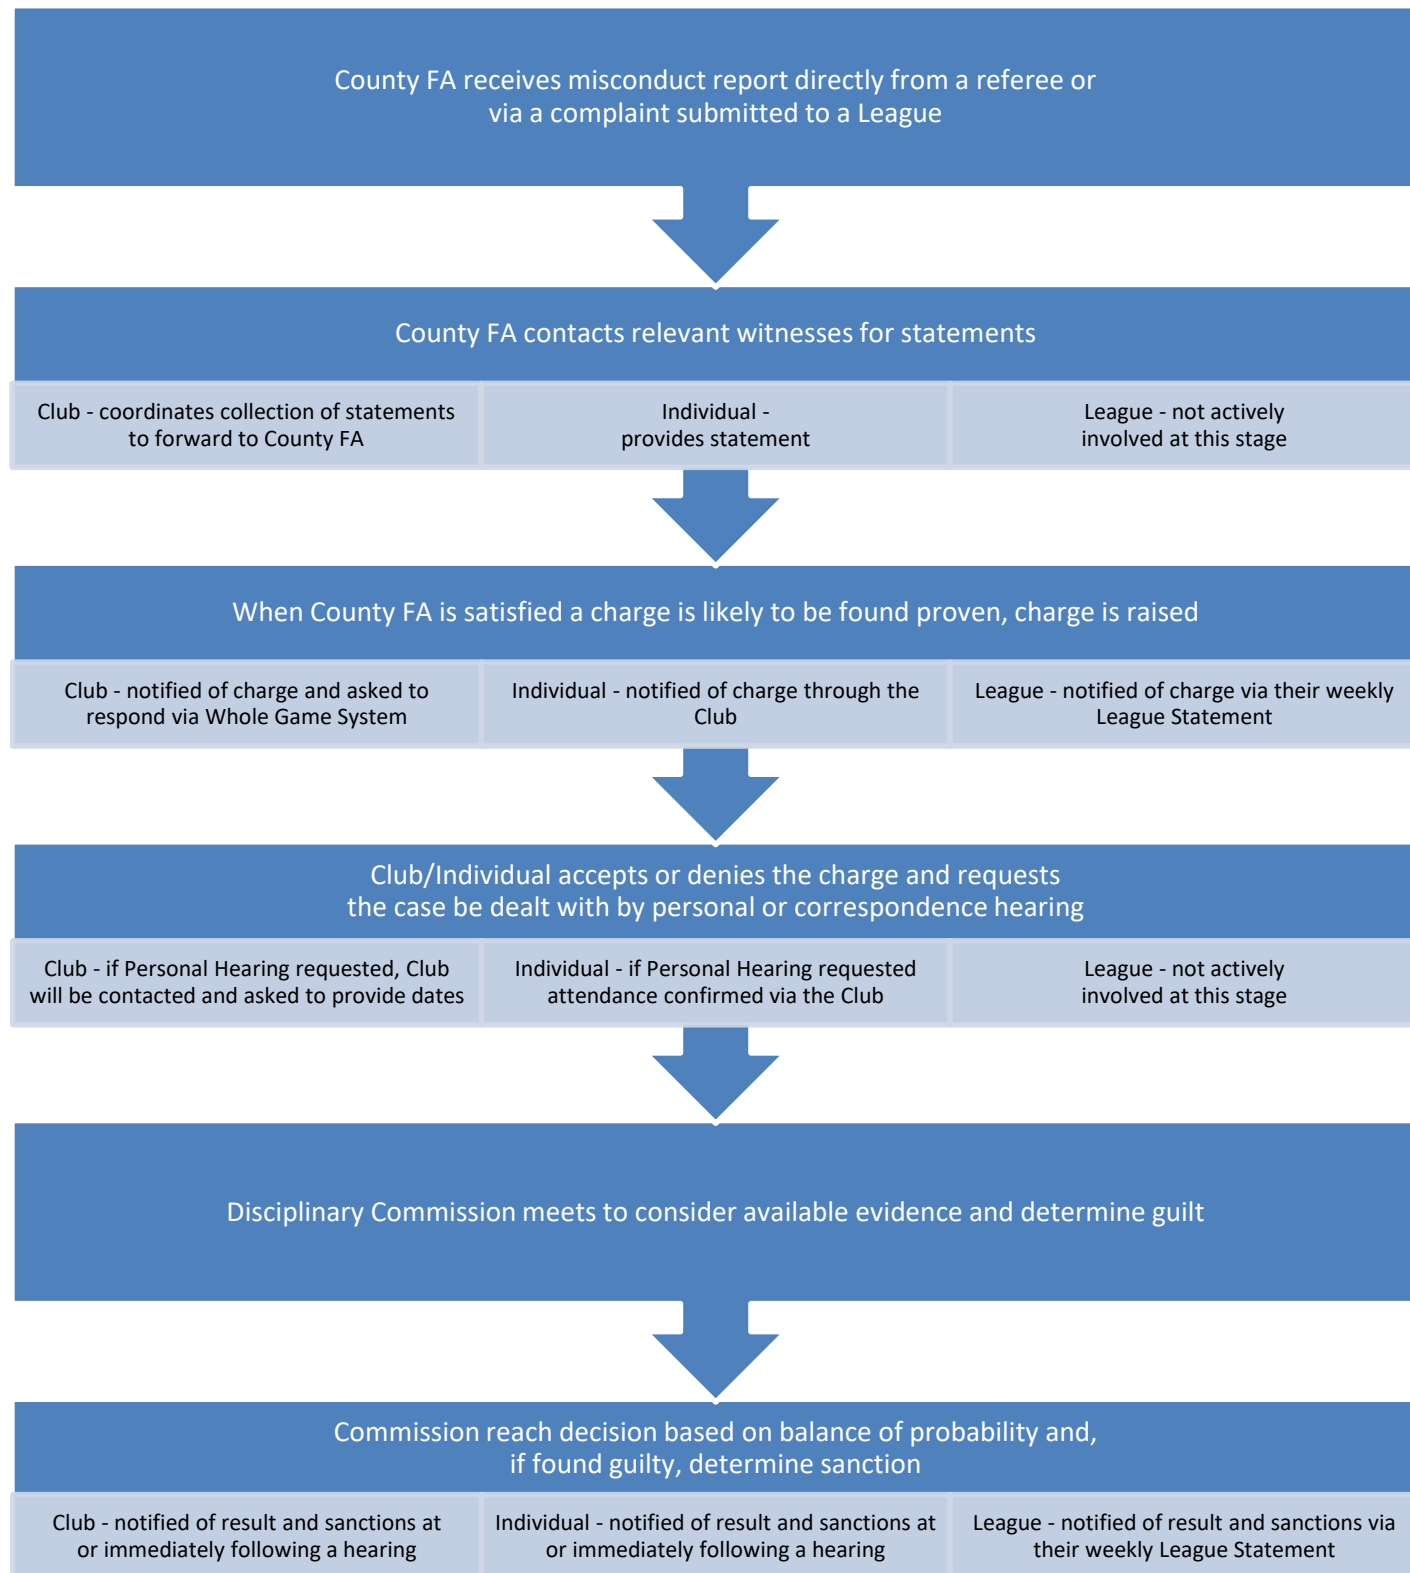 County FA receives misconduct report directly from a referee or
via a complaint submitted to a League
County FA contacts relevant witnesses for statements
Club - coordinates collection of statements
to forward to County FA
Individual -
provides statement
League - not actively
involved at this stage
When County FA is satisfied a charge is likely to be found proven, charge is raised
Club - notified of charge and asked to
respond via Whole Game System
Individual - notified of charge through the
Club
League - notified of charge via their weekly
League Statement
Club/Individual accepts or denies the charge and requests
the case be dealt with by personal or correspondence hearing
Club - if Personal Hearing requested, Club
will be contacted and asked to provide dates
Individual - if Personal Hearing requested
attendance confirmed via the Club
League - not actively
involved at this stage
Disciplinary Commission meets to consider available evidence and determine guilt
Commission reach decision based on balance of probability and,
if found guilty, determine sanction
Club - notified of result and sanctions at
or immediately following a hearing
Individual - notified of result and sanctions at
or immediately following a hearing
League - notified of result and sanctions via
their weekly League Statement